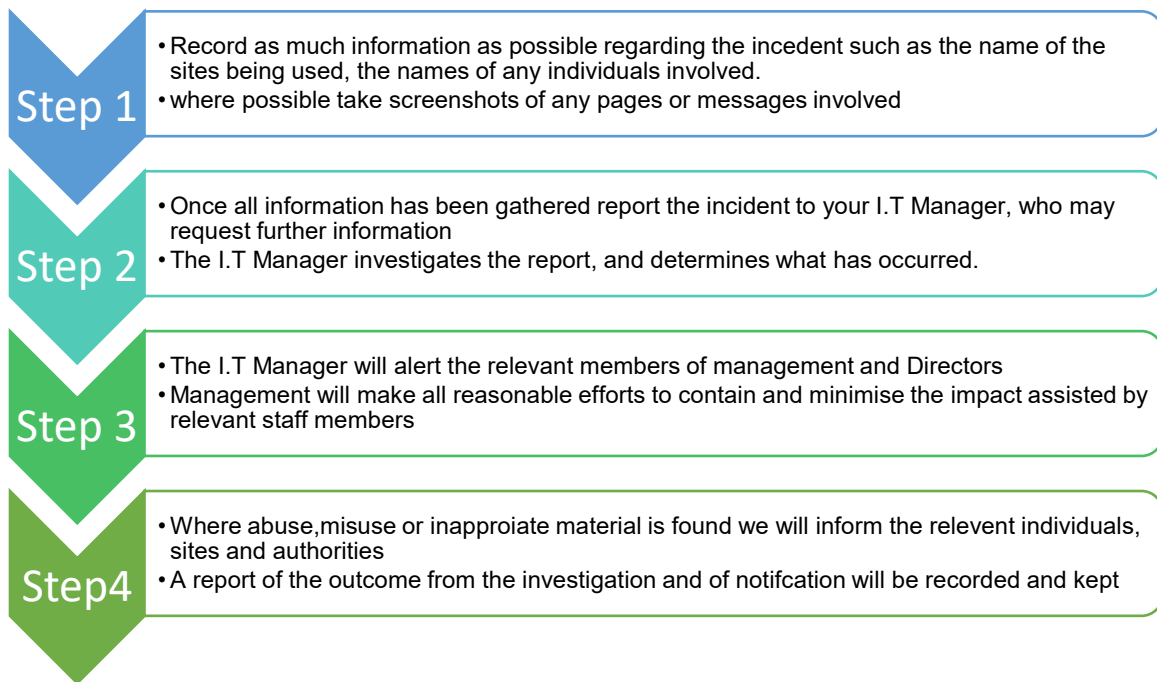 Step 1
• Record as much information as possible regarding the incedent such as the name of the
sites being used, the names of any individuals involved.
• where possible take screenshots of any pages or messages involved
Step 2
• Once all information has been gathered report the incident to your I.T Manager, who may
request further information
• The I.T Manager investigates the report, and determines what has occurred.
Step 3
• The I.T Manager will alert the relevant members of management and Directors
• Management will make all reasonable efforts to contain and minimise the impact assisted by
relevant staff members
Step4
• Where abuse,misuse or inapproiate material is found we will inform the relevent individuals,
sites and authorities
• A report of the outcome from the investigation and of notifcation will be recorded and kept